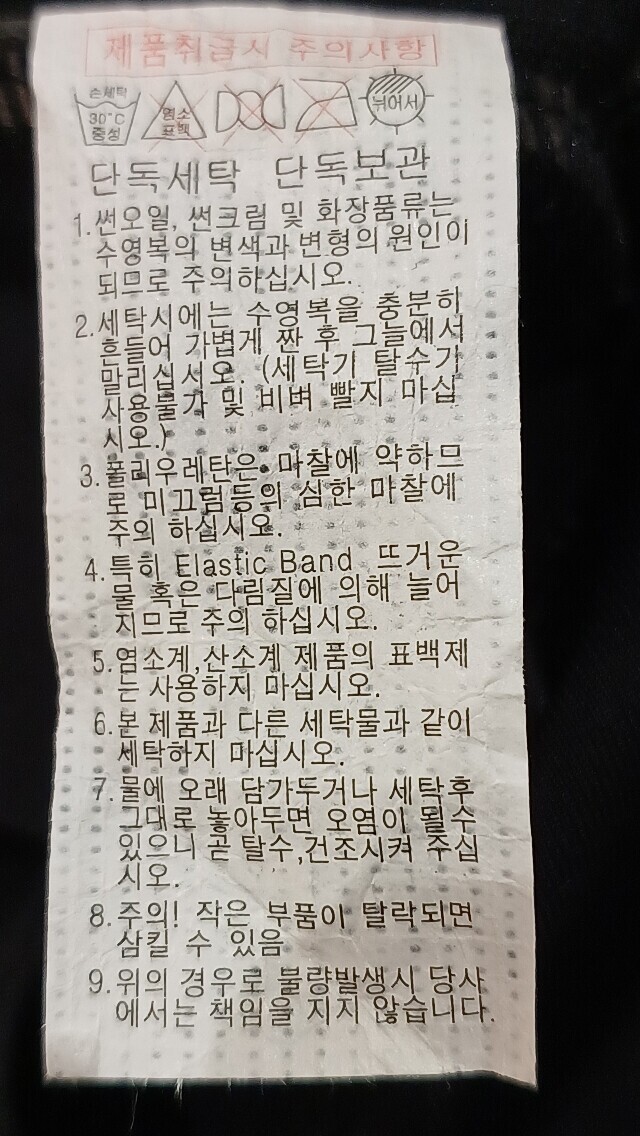 제품취급시 주의사항
손세탁
30°C
중성
염소
표백
뉘어서
단독세탁 단독보관
1.썬오일, 썬크림 및 화장품류는
수영복의 변색과 변형의 원인이
되므로 주의하십시오.
2.세탁시에는 수영복을 충분히
흔들어 가볍게 짠 후 그늘에서
말리십시오. (세탁기 탈수기
사용불가 및 비벼 빨지 마십
시오.)
3.폴리우레탄은 마찰에 약하므
로 미끄럼등의 심한 마찰에
주의 하십시오.
4.특히 Elastic Band 뜨거운
물 혹은 다림질에 의해 늘어
지므로 주의 하십시오.
5.염소계,산소계 제품의 표백제
는 사용하지 마십시오.
6.본 제품과 다른 세탁물과 같이
세탁하지 마십시오.
7.물에 오래 담가두거나 세탁후
그대로 놓아두면 오염이 될수
있으니 곧 탈수,건조시켜 주십
시오.
8.주의! 작은 부품이 탈락되면
삼킬 수 있음
9.위의 경우로 불량발생시 당사
에서는 책임을 지지 않습니다.